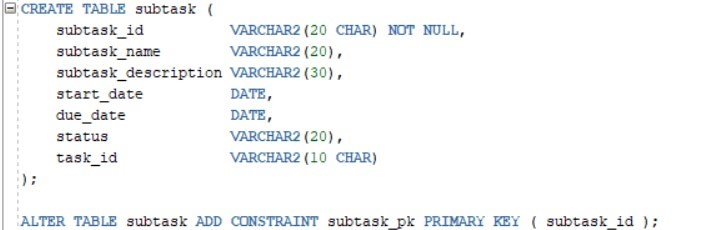 CREATE TABLE subtask (
subtask_id VARCHAR2(20 CHAR) NOT NULL,
subtask_name VARCHAR2(20),
subtask_description VARCHAR2(30),
start_date DATE,
due_date DATE,
status VARCHAR2(20),
task_id VARCHAR2(10 CHAR)
);
ALTER TABLE subtask ADD CONSTRAINT subtask_pk PRIMARY KEY ( subtask_id );